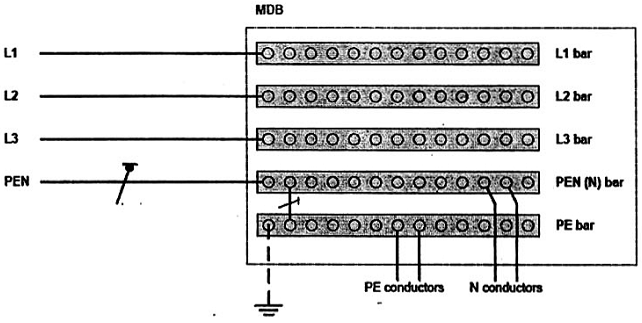 MDB
L1 L1 bar
L2 L2 bar
L3 L3 bar
PEN PEN (N) bar
PE bar
PE conductors N conductors